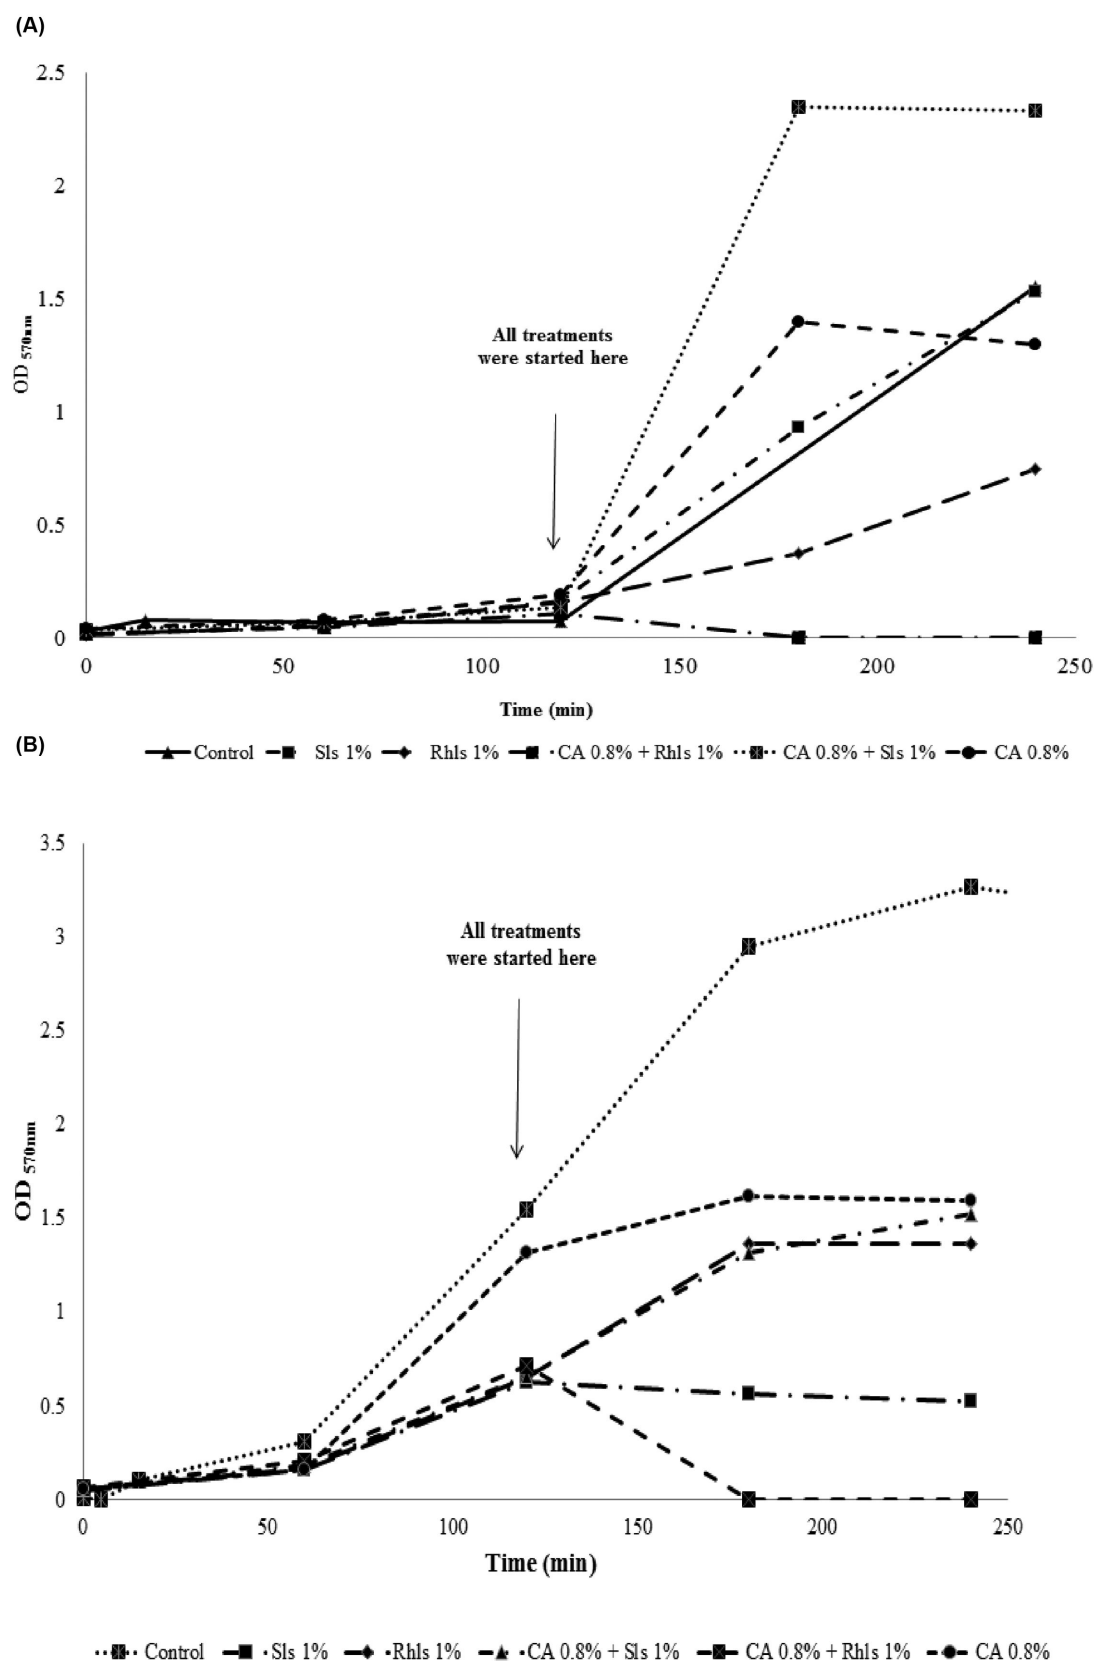 (A)
2.5
2
1.5
1
0.5
0
OD 570nm
All treatments
were started here
0 50 100 150 200 250
Time (min)
(B)
Control Sls 1% Rhls 1% CA 0.8% + Rhls 1% CA 0.8% + Sls 1% CA 0.8%
3.5
3
2.5
2
1.5
1
0.5
0
OD 570nm
All treatments
were started here
0 50 100 150 200 250
Time (min)
Control Sls 1% Rhls 1% CA 0.8% + Sls 1% CA 0.8% + Rhls 1% CA 0.8%